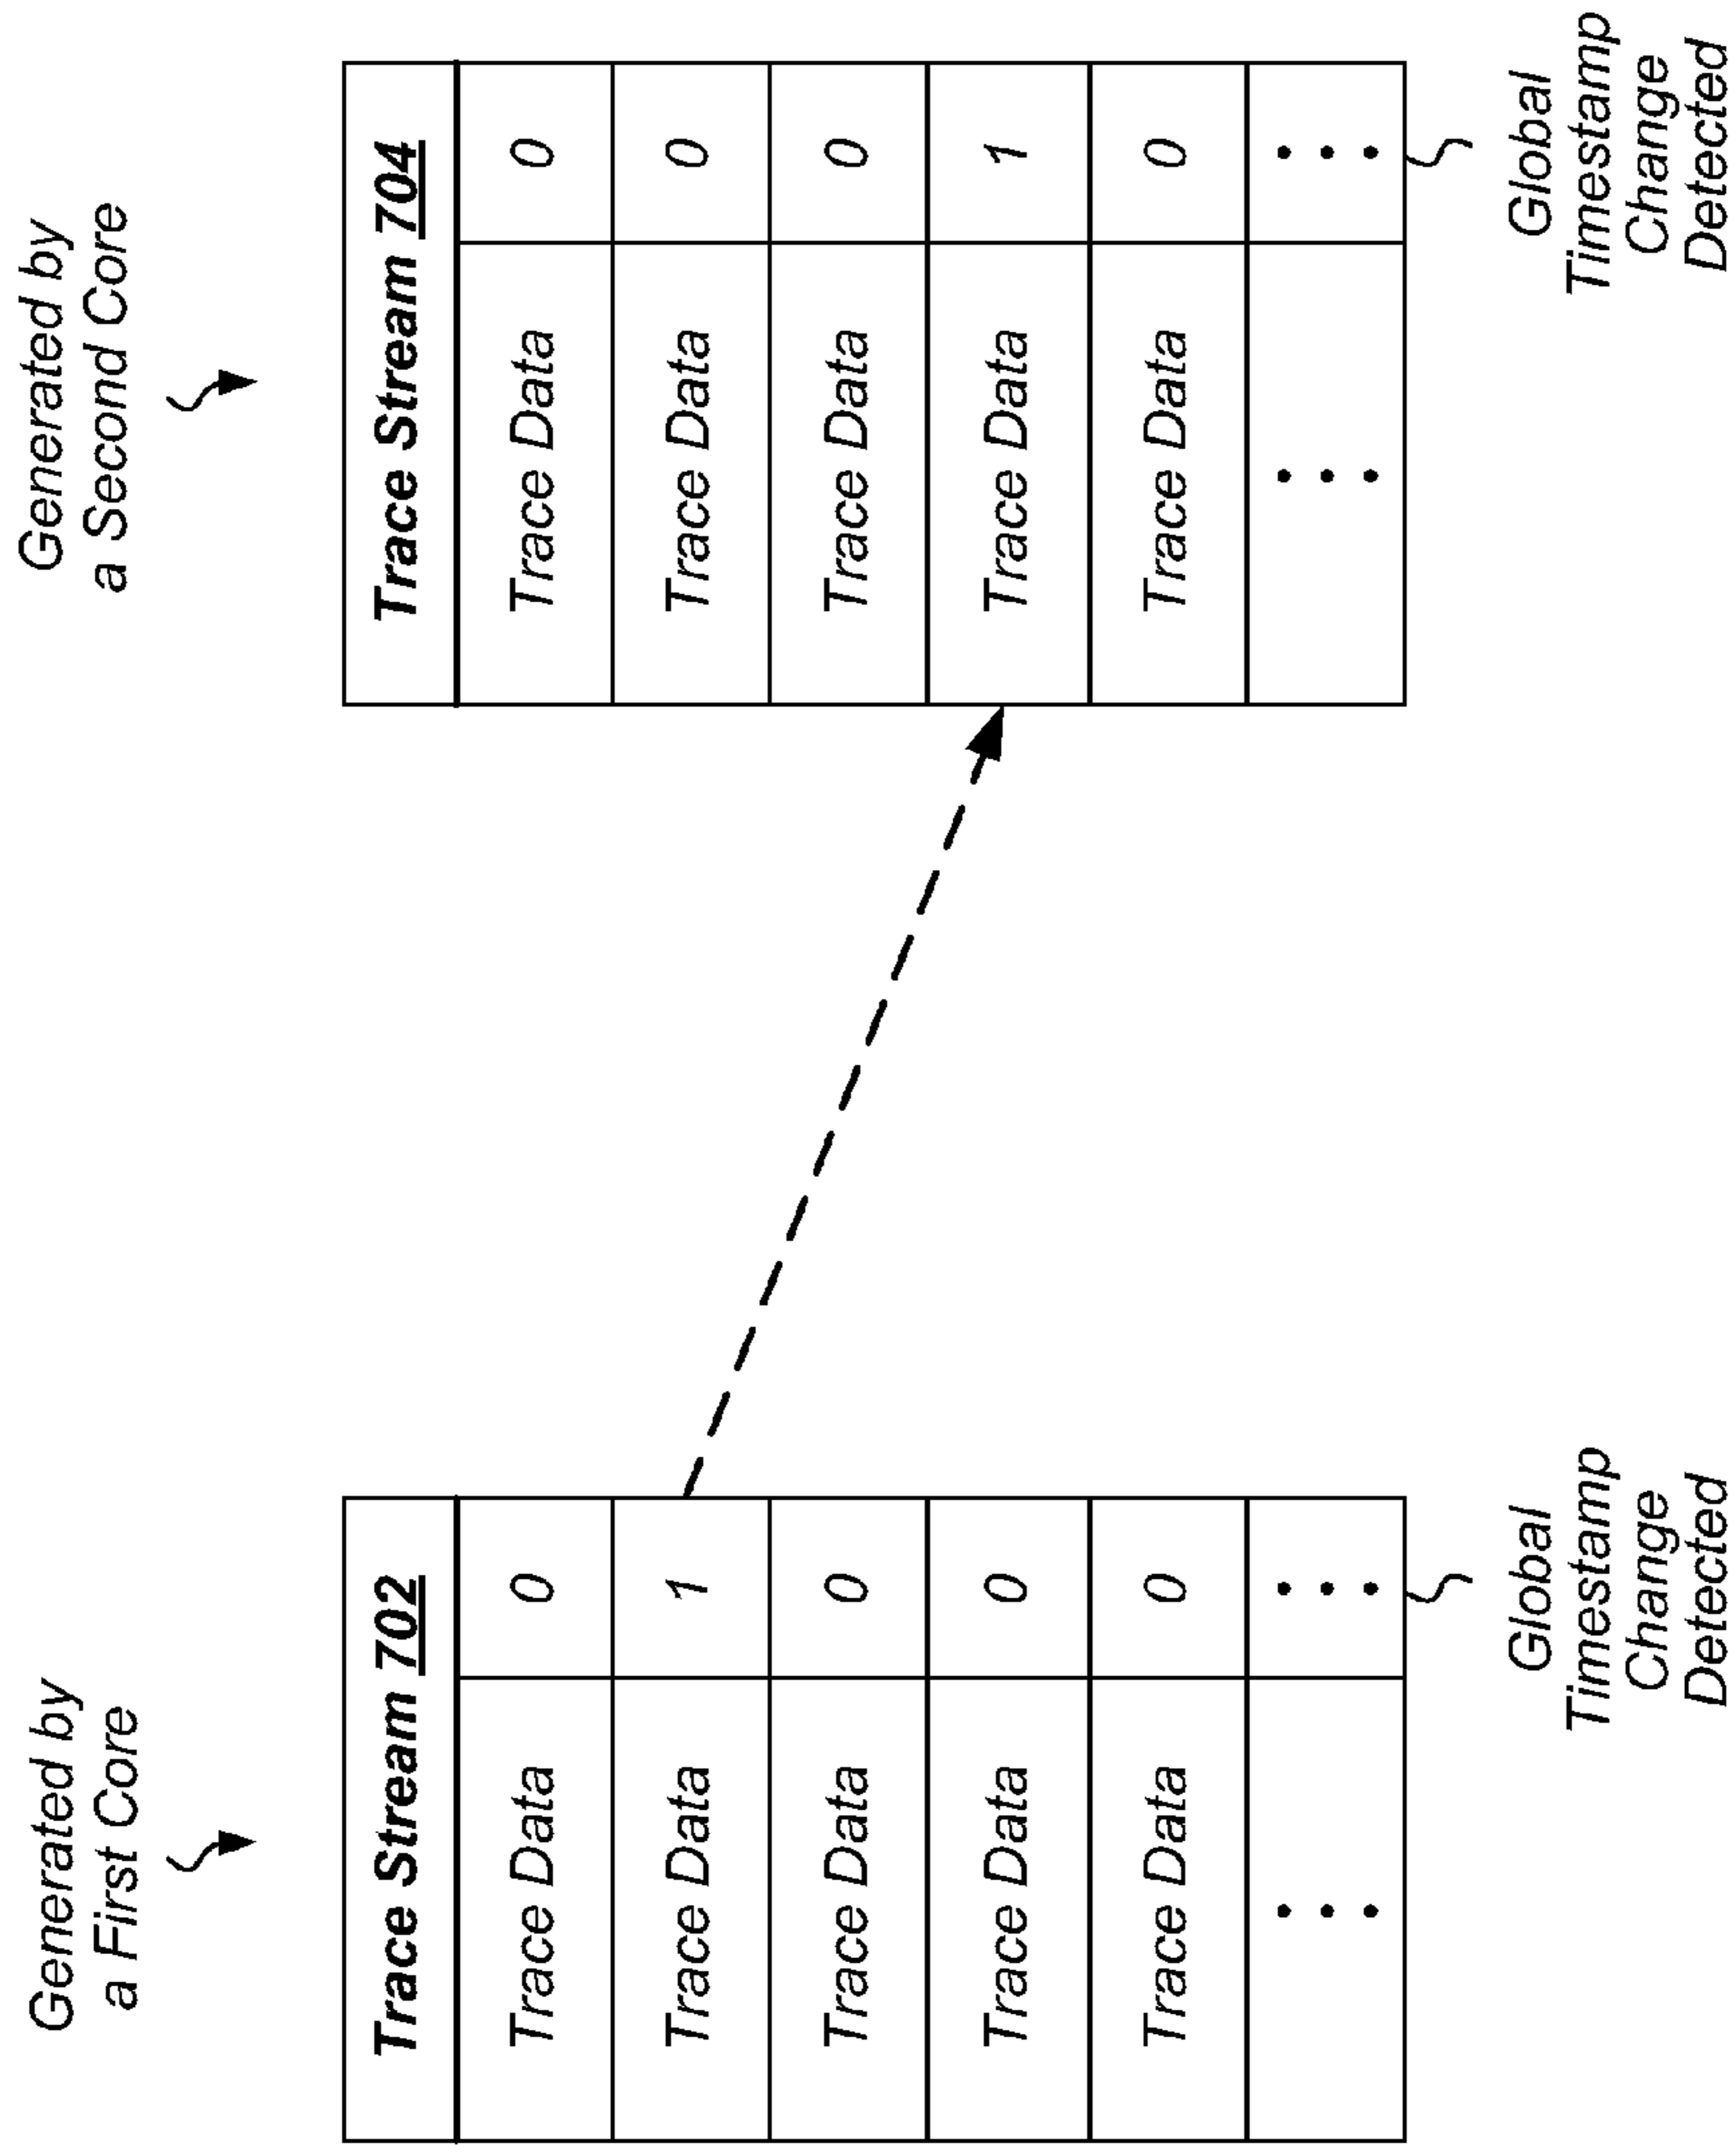 Generated by
a First Core
Trace Stream 702
Trace Data 0
Trace Data 1
Trace Data 0
Trace Data 0
Trace Data 0
Global
Timestamp
Change
Detected
Generated by
a Second Core
Trace Stream 704
Trace Data 0
Trace Data 0
Trace Data 0
Trace Data 1
Trace Data 0
Global
Timestamp
Change
Detected